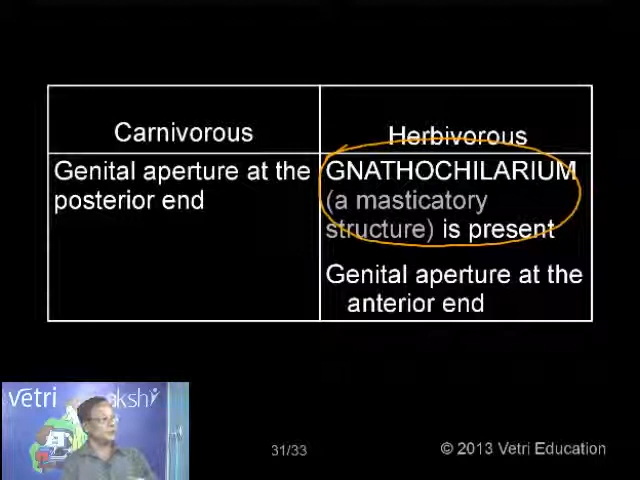 Carnivorous
Herbivorous
Genital aperture at the
posterior end
GNATHOCHILARIUM
(a masticatory
structure) is present
Genital aperture at the
anterior end
vetri
akshi
31/33
© 2013 Vetri Education